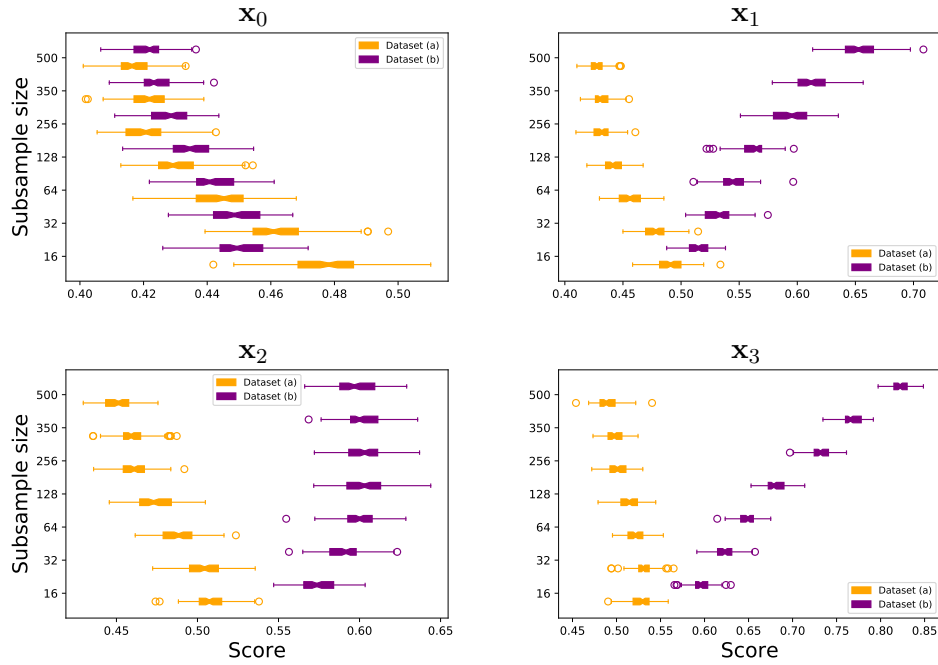 x₀
Subsample size
500
350
256
128
64
32
16
Dataset (a)
Dataset (b)
0.40 0.42 0.44 0.46 0.48 0.50
x₁
500
350
256
128
64
32
16
Dataset (a)
Dataset (b)
0.40 0.45 0.50 0.55 0.60 0.65 0.70
x₂
Subsample size
500
350
256
128
64
32
16
Dataset (a)
Dataset (b)
0.45 0.50 0.55 0.60 0.65
Score
x₃
500
350
256
128
64
32
16
Dataset (a)
Dataset (b)
0.45 0.50 0.55 0.60 0.65 0.70 0.75 0.80 0.85
Score